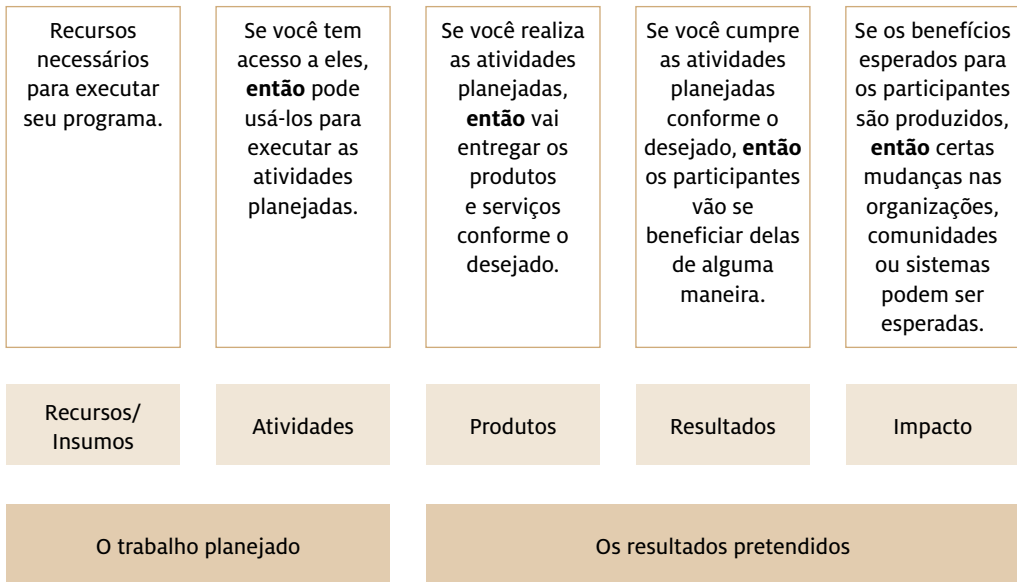 Recursos
necessários
para executar
seu programa.
Se você tem
acesso a eles,
então pode
usá-los para
executar as
atividades
planejadas.
Se você realiza
as atividades
planejadas,
então vai
entregar os
produtos
e serviços
conforme o
desejado.
Se você cumpre
as atividades
planejadas
conforme o
desejado, então
os participantes
vão se
beneficiar delas
de alguma
maneira.
Se os benefícios
esperados para
os participantes
são produzidos,
então certas
mudanças nas
organizações,
comunidades
ou sistemas
podem ser
esperadas.
Recursos/
Insumos
Atividades
Produtos
Resultados
Impacto
O trabalho planejado
Os resultados pretendidos